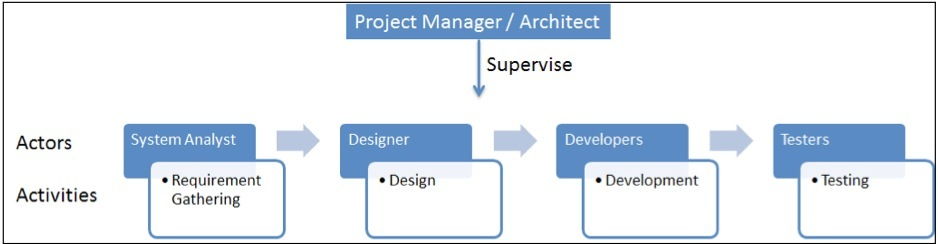 Project Manager / Architect
Supervise
Actors
System Analyst
Designer
Developers
Testers
Activities
• Requirement
Gathering
• Design
• Development
• Testing